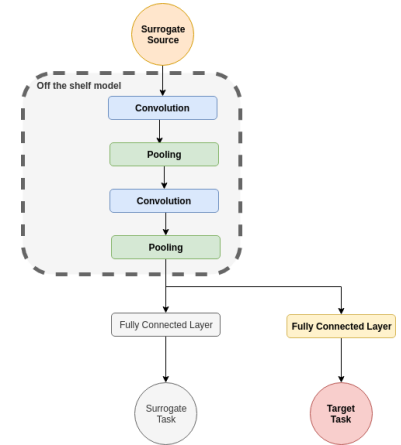 Surrogate
Source
Off the shelf model
Convolution
Pooling
Convolution
Pooling
Fully Connected Layer
Fully Connected Layer
Surrogate
Task
Target
Task